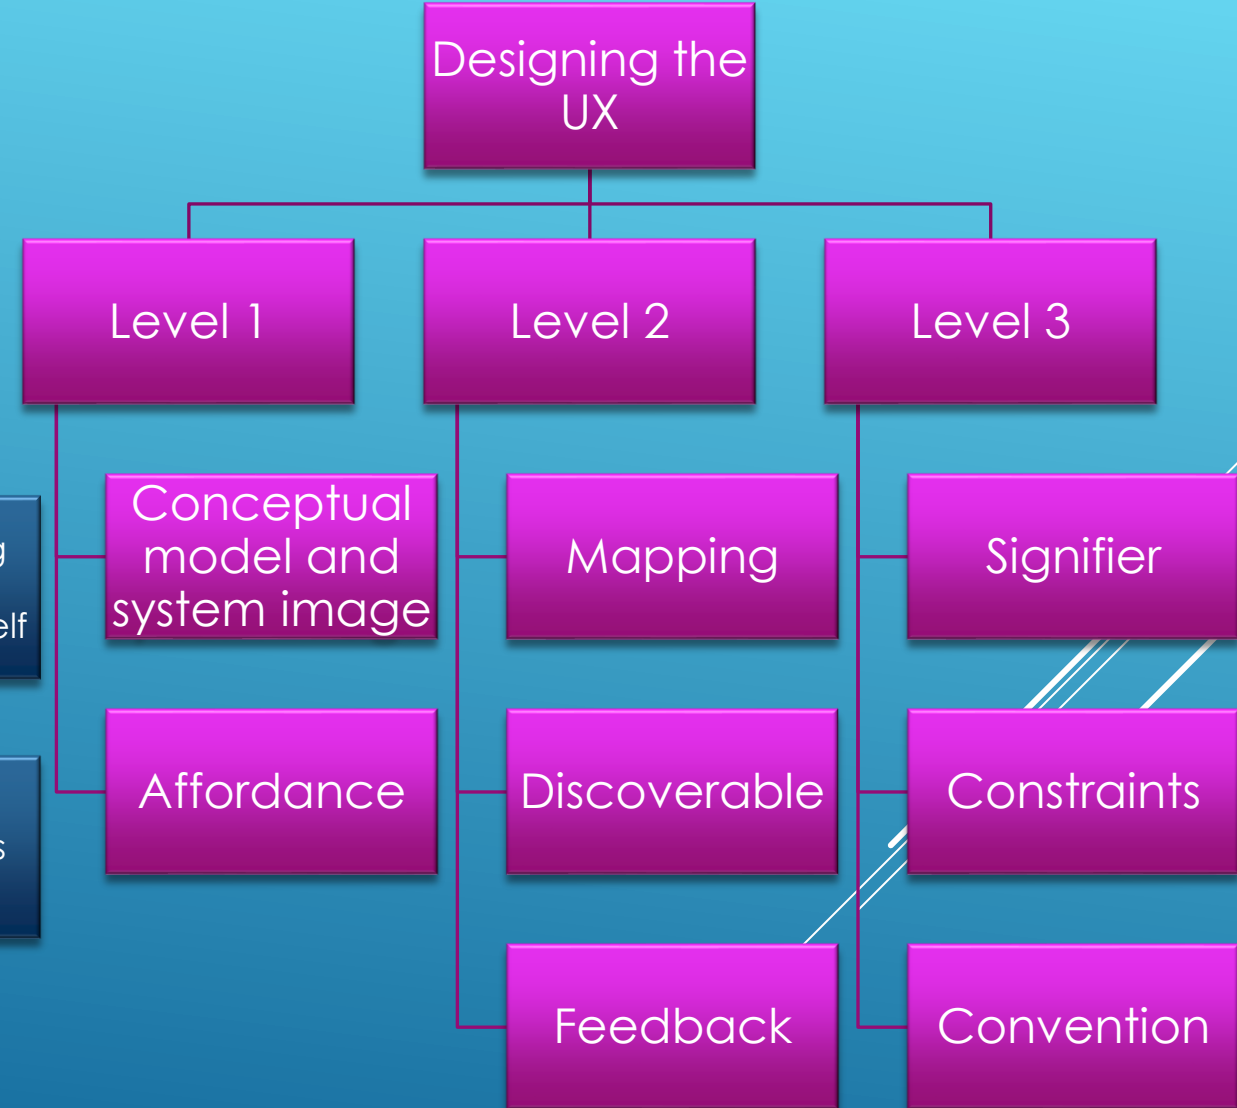 Designing the
UX
Level 1
Level 2
Level 3
Conceptual
model and
system image
Affordance
Mapping
Discoverable
Feedback
Signifier
Constraints
Convention